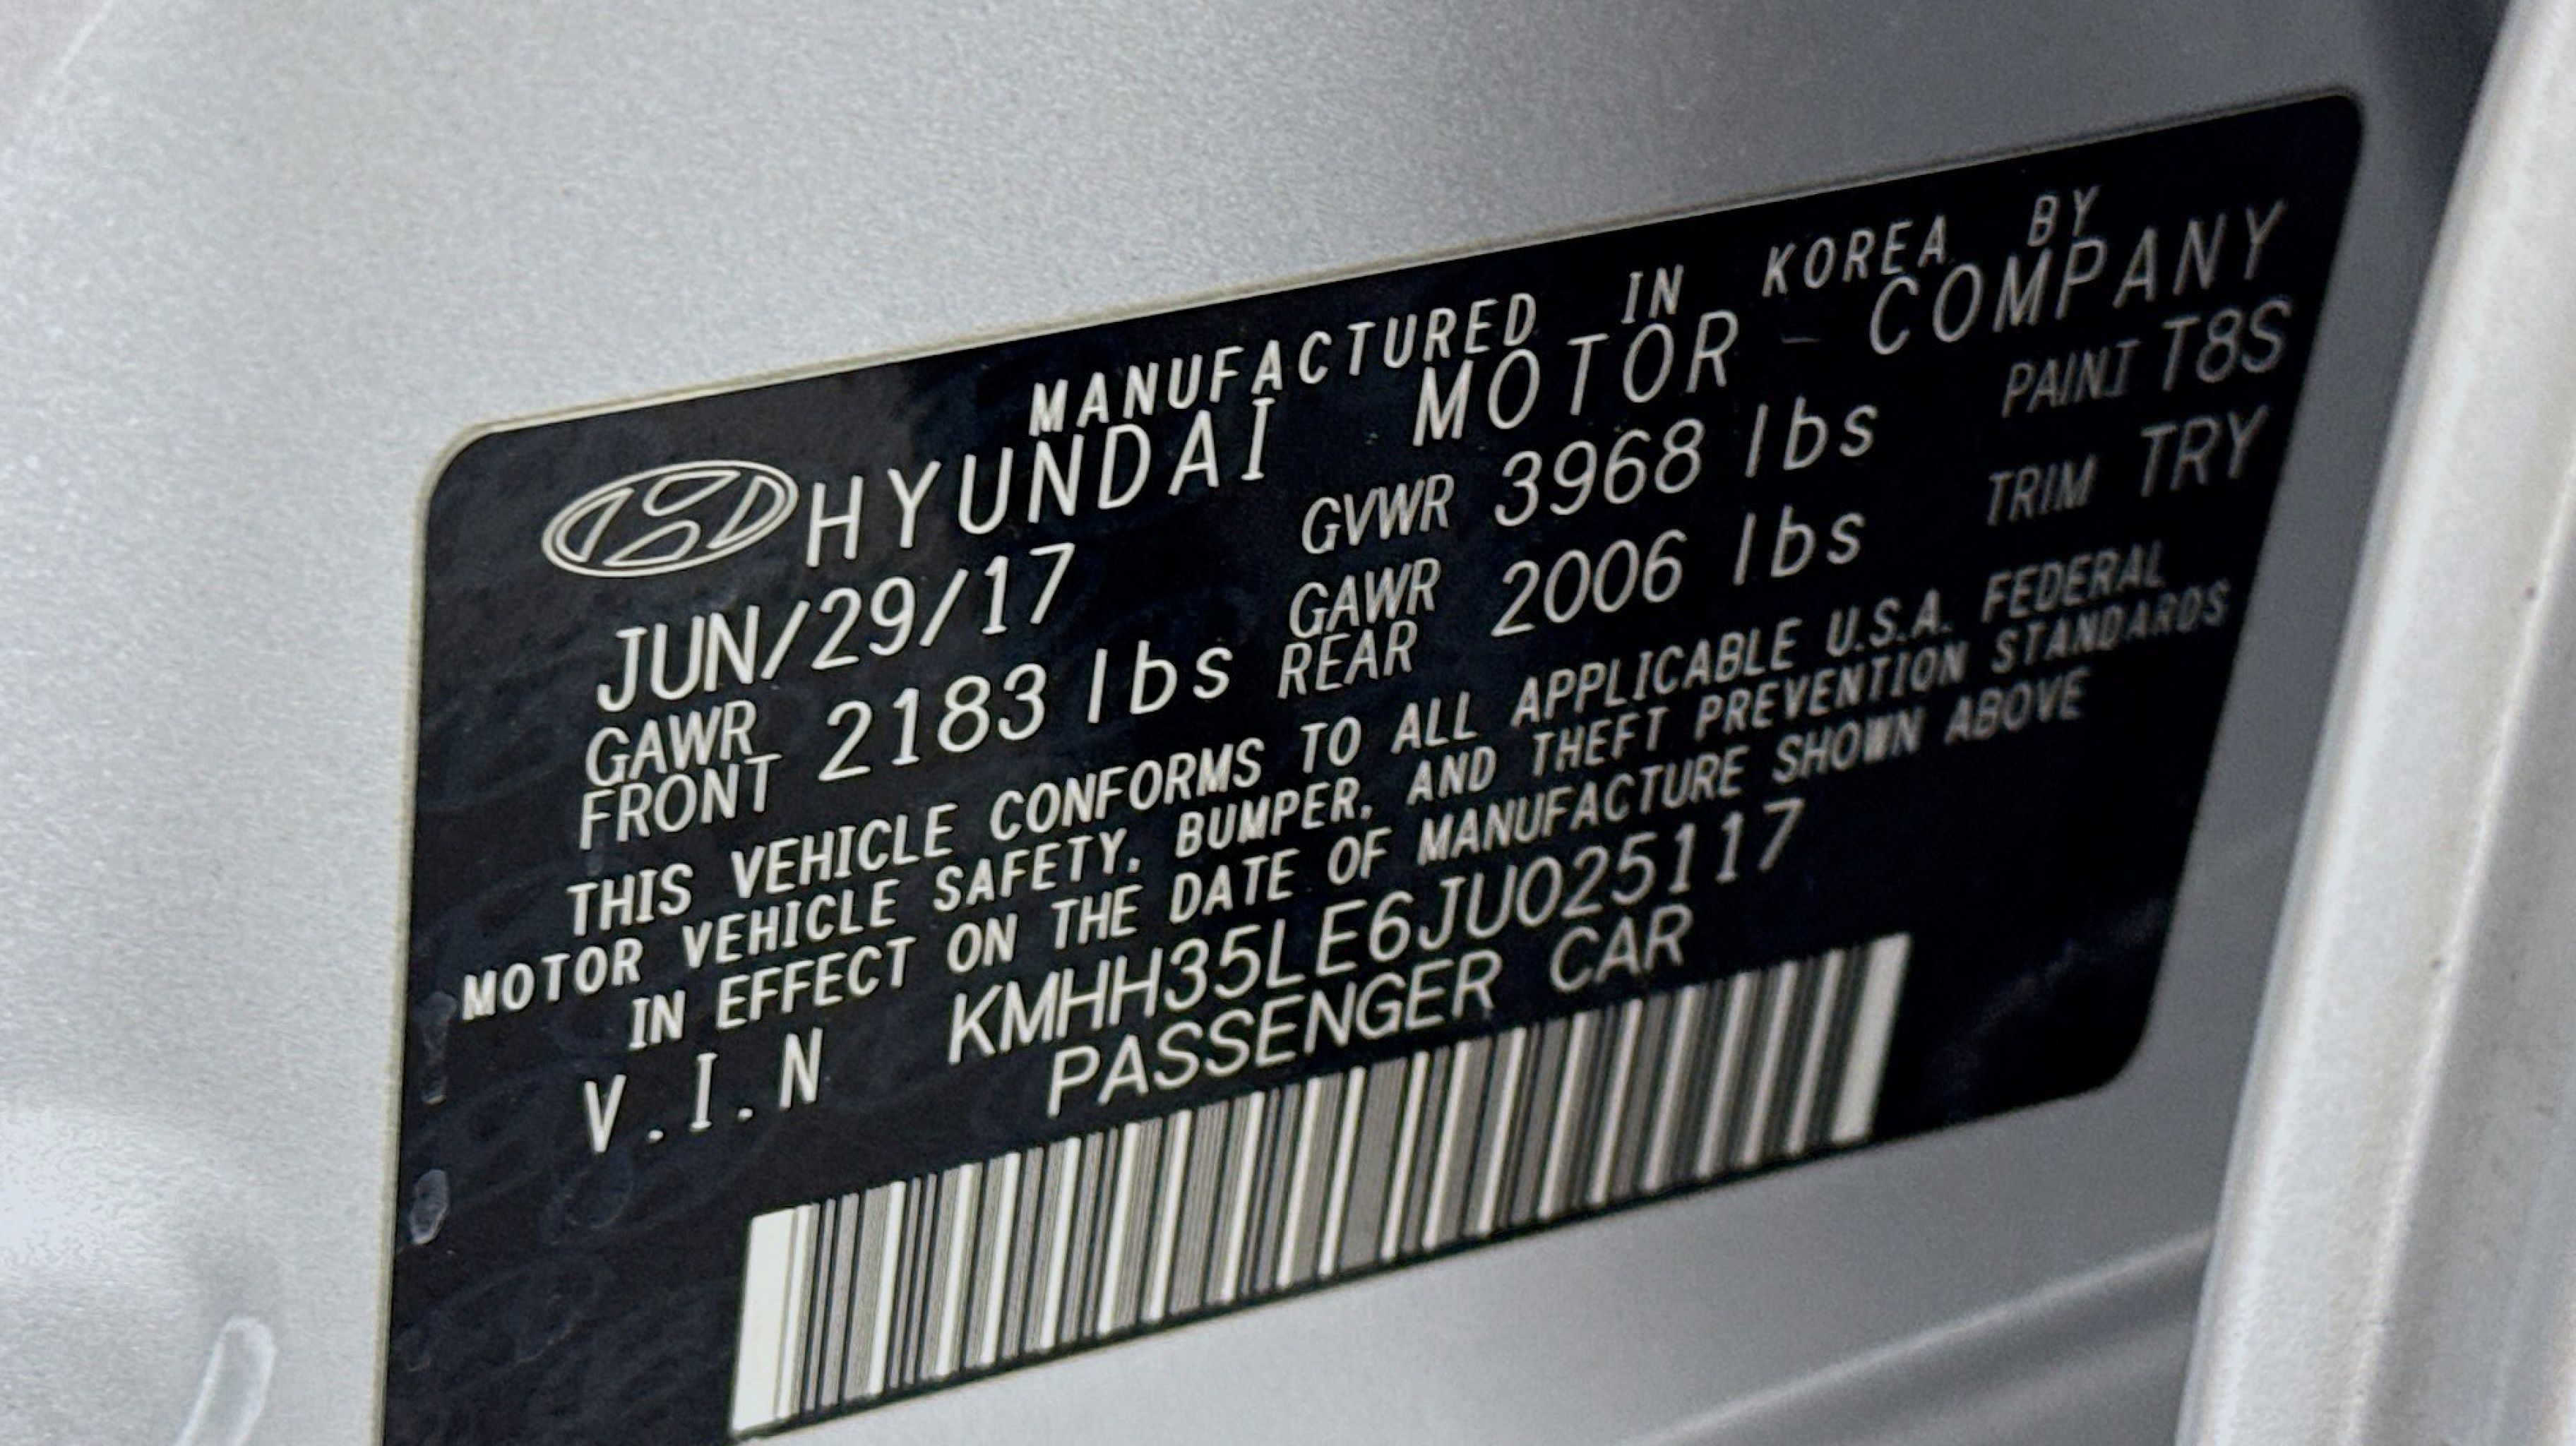 MANUFACTURED IN KOREA BY
HYUNDAI MOTOR COMPANY
JUN/29/17 GVWR 3968 lbs PAINT T8S
GAWR FRONT 2183 lbs GAWR REAR 2006 lbs TRIM TRY
THIS VEHICLE CONFORMS TO ALL APPLICABLE U.S.A. FEDERAL
MOTOR VEHICLE SAFETY, BUMPER, AND THEFT PREVENTION STANDARDS
IN EFFECT ON THE DATE OF MANUFACTURE SHOWN ABOVE
V.I.N KMHH35LE6JU025117
PASSENGER CAR